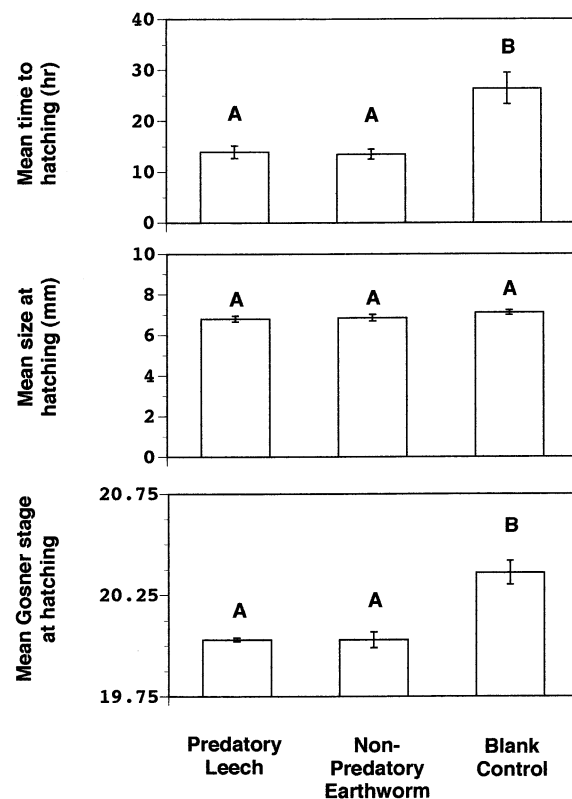 Mean time to
hatching (hr)
40
30
20
10
0
A
A
B
Mean size at
hatching (mm)
10
8
6
4
2
0
A
A
A
Mean Gosner stage
at hatching
20.75
20.25
19.75
A
A
B
Predatory
Leech
Non-
Predatory
Earthworm
Blank
Control